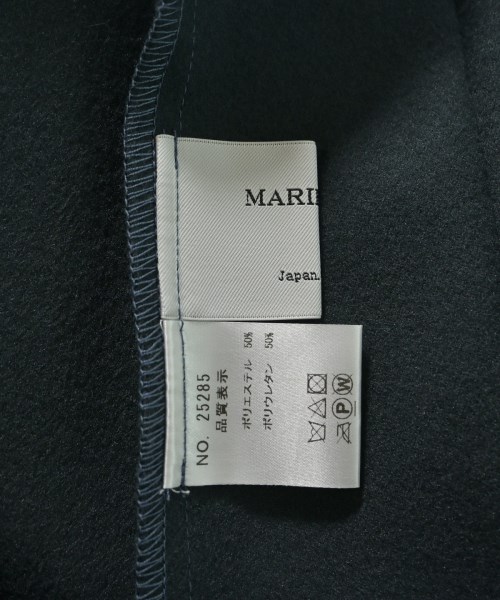 MARI
Japan.
NO. 25285
品質表示
ポリエステル 50%
ポリウレタン 50%
P W